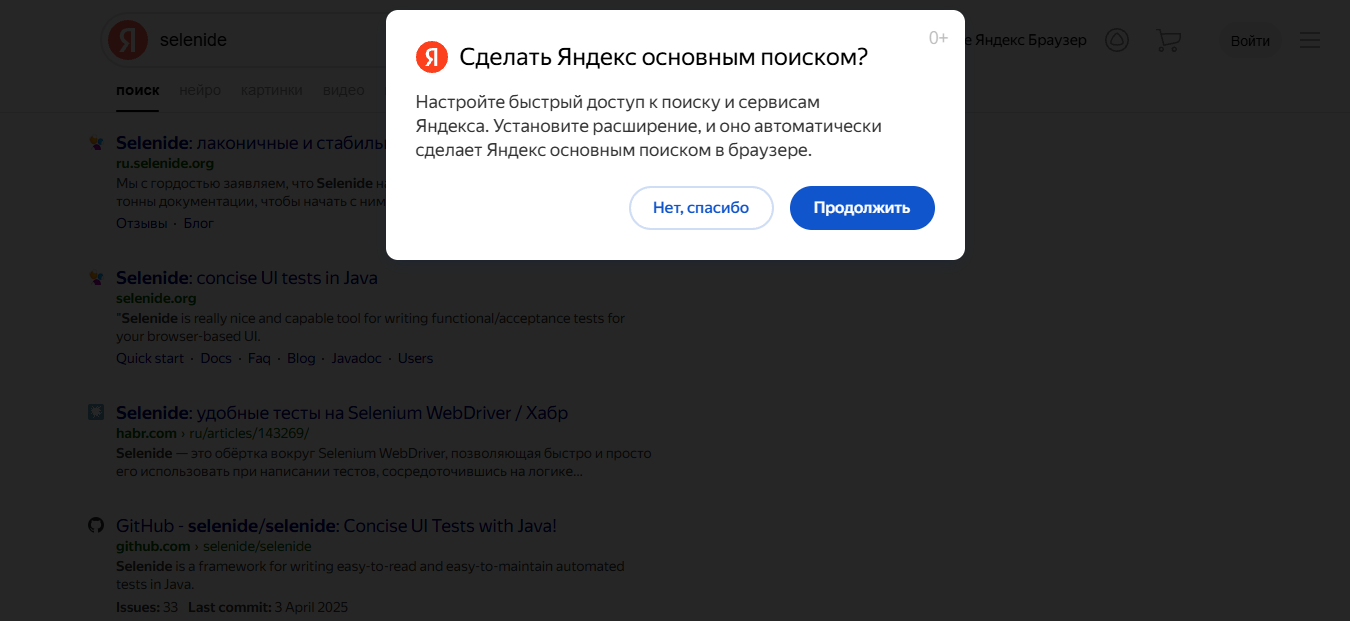 Я selenide
е Яндекс Браузер
Войти
поиск нейро картинки видео
0+
Я Сделать Яндекс основным поиском?
Настройте быстрый доступ к поиску и сервисам
Яндекса. Установите расширение, и оно автоматически
сделает Яндекс основным поиском в браузере.
Нет, спасибо
Продолжить
Selenide: лаконичные и стабиль
ru.selenide.org
Мы с гордостью заявляем, что Selenide на
тонны документации, чтобы начать с ним
Отзывы · Блог
Selenide: concise UI tests in Java
selenide.org
"Selenide is really nice and capable tool for writing functional/acceptance tests for
your browser-based UI.
Quick start · Docs · Faq · Blog · Javadoc · Users
Selenide: удобные тесты на Selenium WebDriver / Хабр
habr.com › ru/articles/143269/
Selenide — это обёртка вокруг Selenium WebDriver, позволяющая быстро и просто
его использовать при написании тестов, сосредоточившись на логике...
GitHub - selenide/selenide: Concise UI Tests with Java!
github.com › selenide/selenide
Selenide is a framework for writing easy-to-read and easy-to-maintain automated
tests in Java.
Issues: 33 Last commit: 3 April 2025